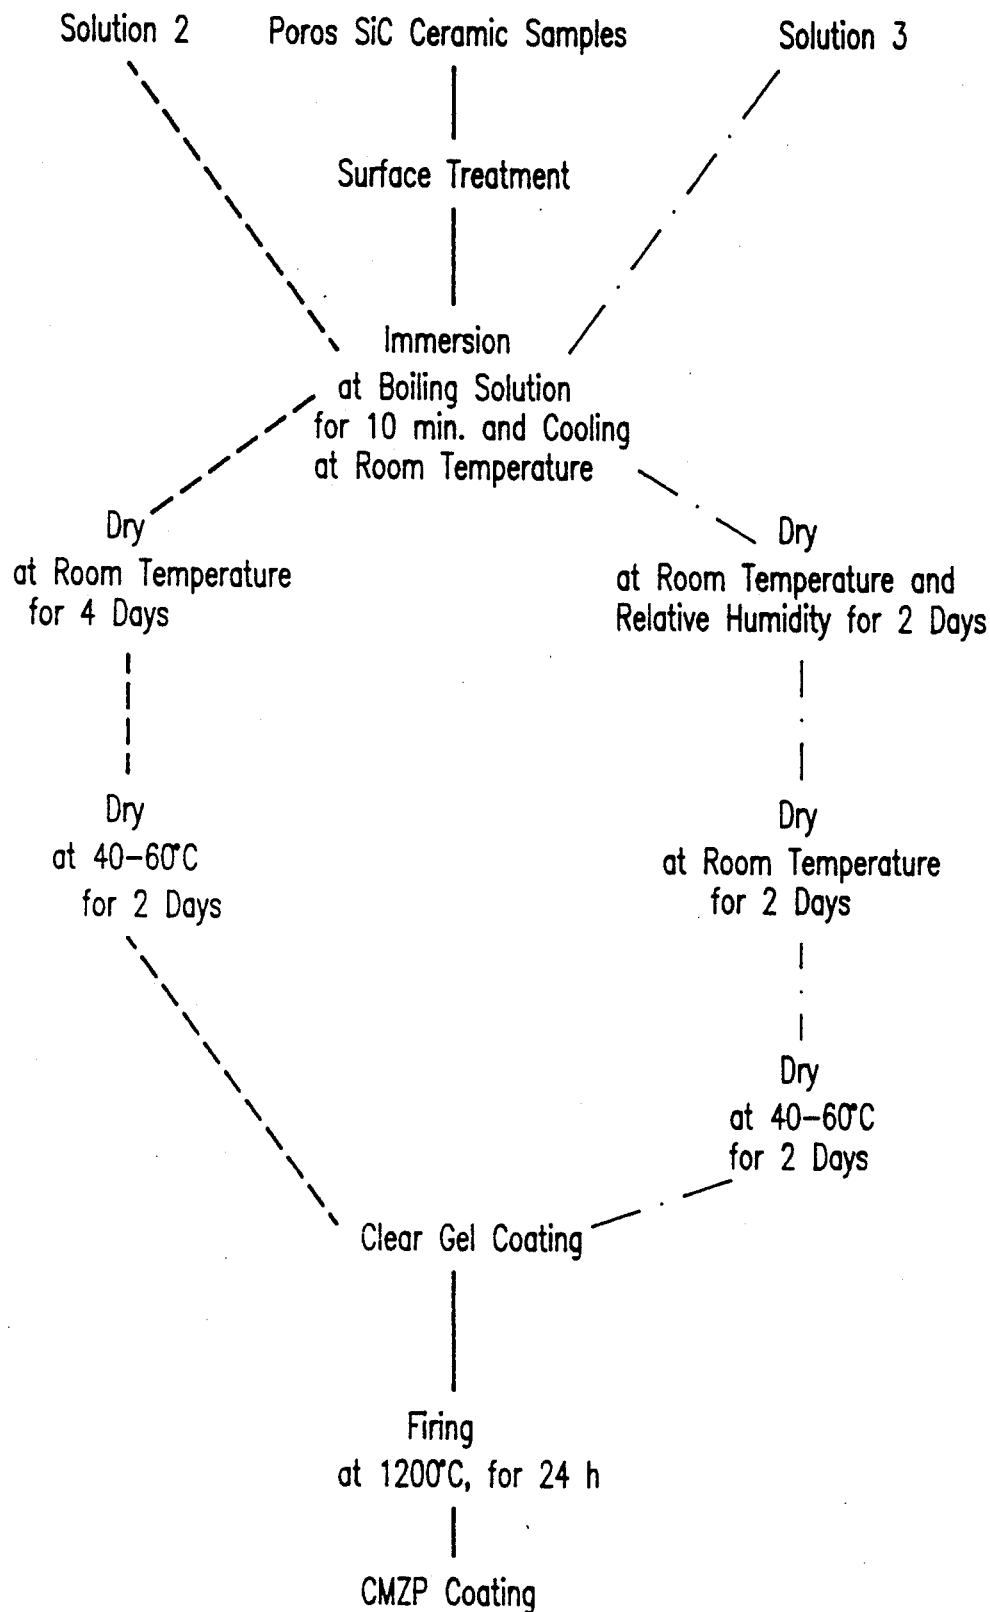 Solution 2
Poros SiC Ceramic Samples
Solution 3
Surface Treatment
Immersion
at Boiling Solution
for 10 min. and Cooling
at Room Temperature
Dry
at Room Temperature
for 4 Days
Dry
at Room Temperature and
Relative Humidity for 2 Days
Dry
at 40-60°C
for 2 Days
Dry
at Room Temperature
for 2 Days
Dry
at 40-60°C
for 2 Days
Clear Gel Coating
Firing
at 1200°C, for 24 h
CMZP Coating